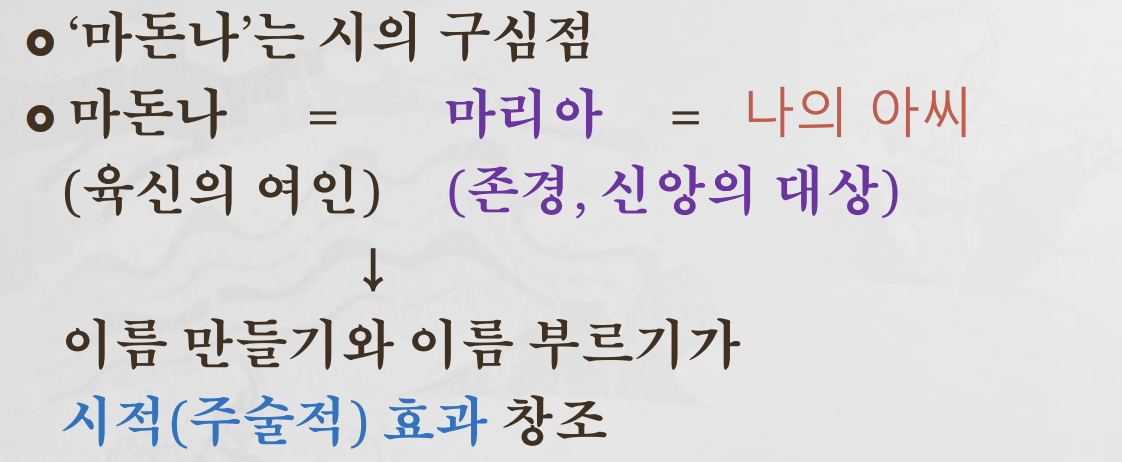 ‘마돈나’는 시의 구심점
마돈나 = 마리아 = 나의 아씨
(육신의 여인) (존경, 신앙의 대상)
↓
이름 만들기와 이름 부르기가
시적(주술적) 효과 창조